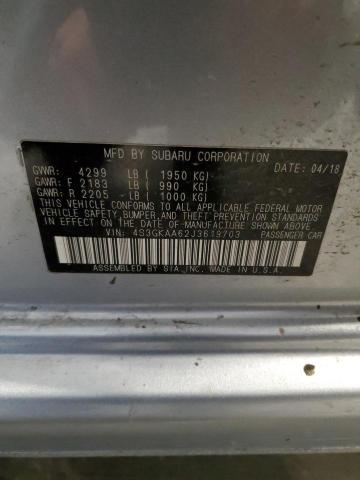 MFD BY SUBARU CORPORATION
GVWR: 4299 LB ( 1950 KG) DATE: 04/18
GAWR: F 2183 LB ( 990 KG)
GAWR: R 2205 LB ( 1000 KG)
THIS VEHICLE CONFORMS TO ALL APPLICABLE FEDERAL MOTOR
VEHICLE SAFETY, BUMPER, AND THEFT PREVENTION STANDARDS
IN EFFECT ON THE DATE OF MANUFACTURE SHOWN ABOVE.
VIN: 4S3GKAA62J3619703 PASSENGER CAR
ASSEMBLED BY SIA, INC. MADE IN U.S.A.